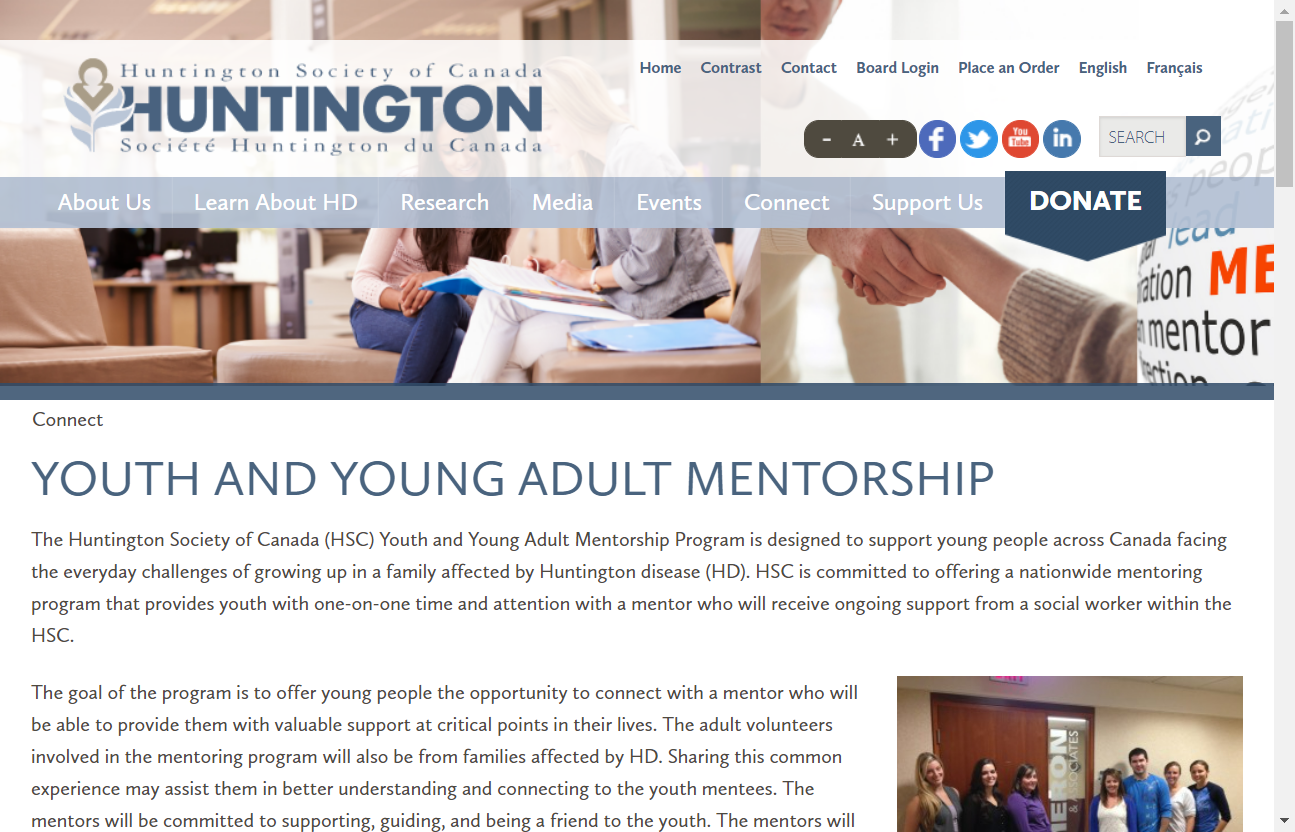 Huntington Society of Canada
HUNTINGTON
Société Huntington du Canada
Home Contrast Contact Board Login Place an Order English Français
- A +
f
You Tube
in
SEARCH
About Us Learn About HD Research Media Events Connect Support Us DONATE
people
lead
ME
mentor
Connect
YOUTH AND YOUNG ADULT MENTORSHIP
The Huntington Society of Canada (HSC) Youth and Young Adult Mentorship Program is designed to support young people across Canada facing
the everyday challenges of growing up in a family affected by Huntington disease (HD). HSC is committed to offering a nationwide mentoring
program that provides youth with one-on-one time and attention with a mentor who will receive ongoing support from a social worker within the
HSC.
The goal of the program is to offer young people the opportunity to connect with a mentor who will
be able to provide them with valuable support at critical points in their lives. The adult volunteers
involved in the mentoring program will also be from families affected by HD. Sharing this common
experience may assist them in better understanding and connecting to the youth mentees. The
mentors will be committed to supporting, guiding, and being a friend to the youth. The mentors will
& ASSOCIATES